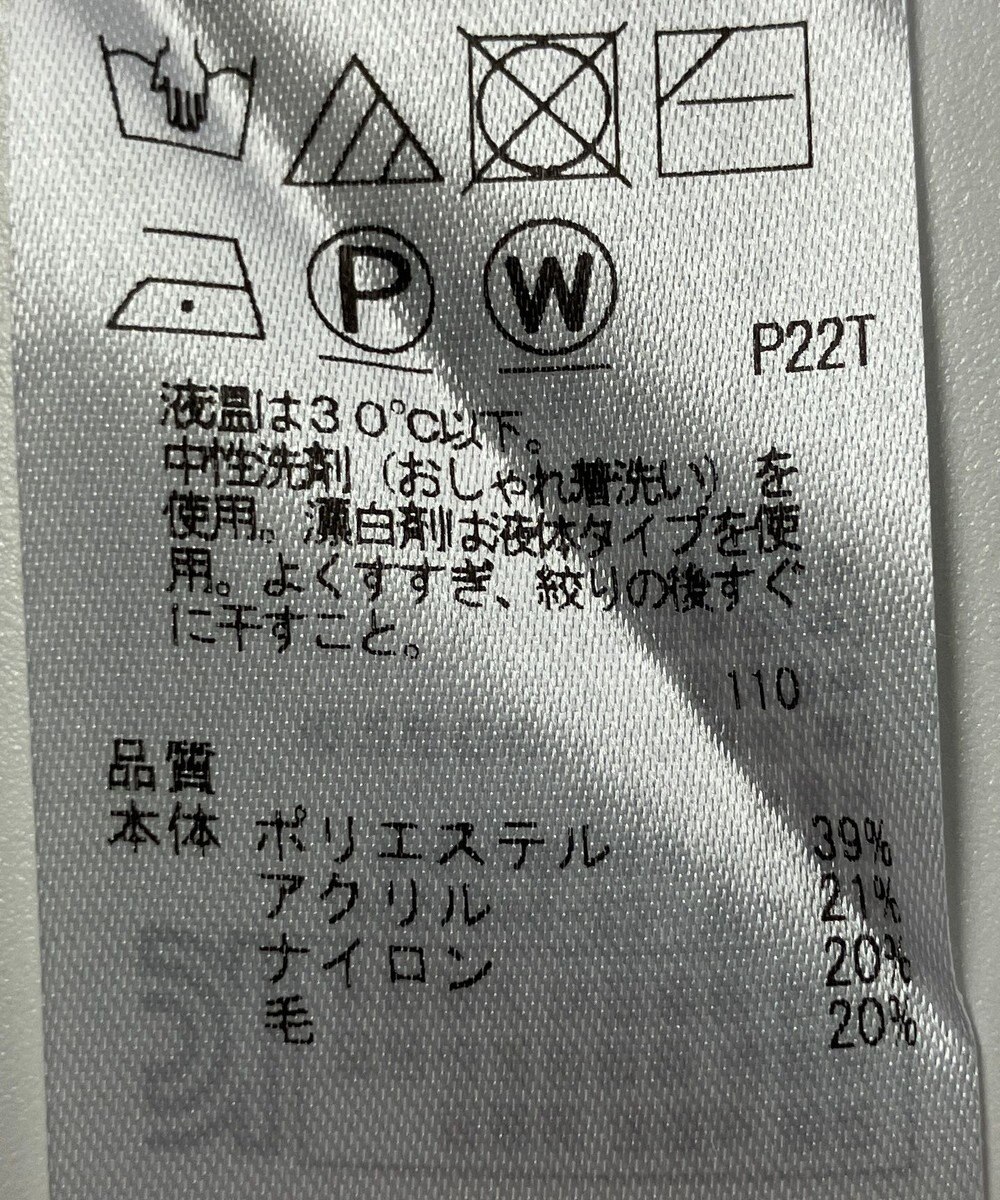 P
W
P22T
液温は30℃以下。
中性洗剤(おしゃれ着洗い)を
使用。漂白剤は液体タイプを使
用。よくすすぎ、絞りの後すぐ
に干すこと。
110
品質
本体 ポリエステル 39%
アクリル 21%
ナイロン 20%
毛 20%